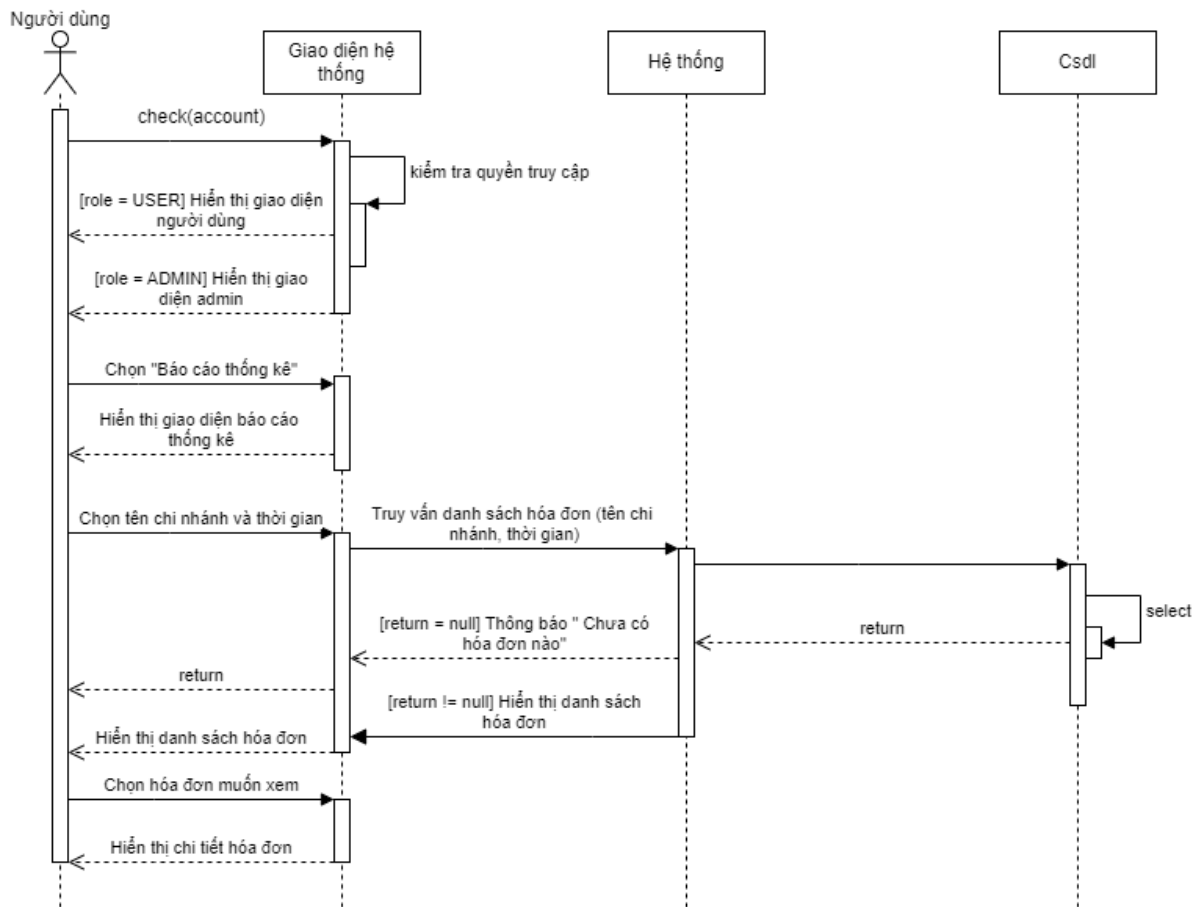 Người dùng
Giao diện hệ
thống
Hệ thống
Csdl
check(account)
kiểm tra quyền truy cập
[role = USER] Hiển thị giao diện
người dùng
[role = ADMIN] Hiển thị giao
diện admin
Chọn "Báo cáo thống kê"
Hiển thị giao diện báo cáo
thống kê
Chọn tên chi nhánh và thời gian
Truy vấn danh sách hóa đơn (tên chi
nhánh, thời gian)
select
[return = null] Thông báo " Chưa có
hóa đơn nào"
return
return
[return != null] Hiển thị danh sách
hóa đơn
Hiển thị danh sách hóa đơn
Chọn hóa đơn muốn xem
Hiển thị chi tiết hóa đơn